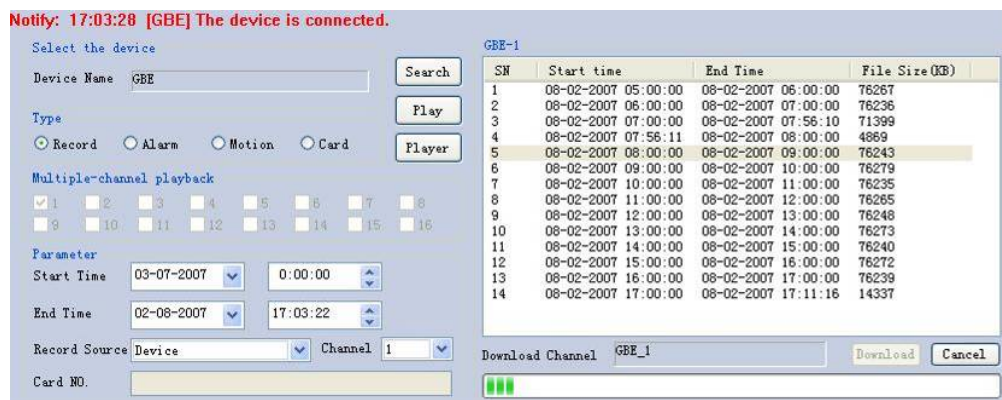 Notify: 17:03:28 [GBE] The device is connected.
Select the device
Device Name GBE
Search
Play
Player
Type
Record Alarm Motion Card
Multiple-channel playback
1 2 3 4 5 6 7 8
9 10 11 12 13 14 15 16
Parameter
Start Time 03-07-2007 0:00:00
End Time 02-08-2007 17:03:22
Record Source Device Channel 1
Card NO.
GBE-1
SN Start time End Time File Size(KB)
1 08-02-2007 05:00:00 08-02-2007 06:00:00 76267
2 08-02-2007 06:00:00 08-02-2007 07:00:00 76236
3 08-02-2007 07:00:00 08-02-2007 07:56:10 71399
4 08-02-2007 07:56:11 08-02-2007 08:00:00 4869
5 08-02-2007 08:00:00 08-02-2007 09:00:00 76243
6 08-02-2007 09:00:00 08-02-2007 10:00:00 76279
7 08-02-2007 10:00:00 08-02-2007 11:00:00 76235
8 08-02-2007 11:00:00 08-02-2007 12:00:00 76265
9 08-02-2007 12:00:00 08-02-2007 13:00:00 76248
10 08-02-2007 13:00:00 08-02-2007 14:00:00 76273
11 08-02-2007 14:00:00 08-02-2007 15:00:00 76240
12 08-02-2007 15:00:00 08-02-2007 16:00:00 76272
13 08-02-2007 16:00:00 08-02-2007 17:00:00 76239
14 08-02-2007 17:00:00 08-02-2007 17:11:16 14337
Download Channel GBE_1 Download Cancel